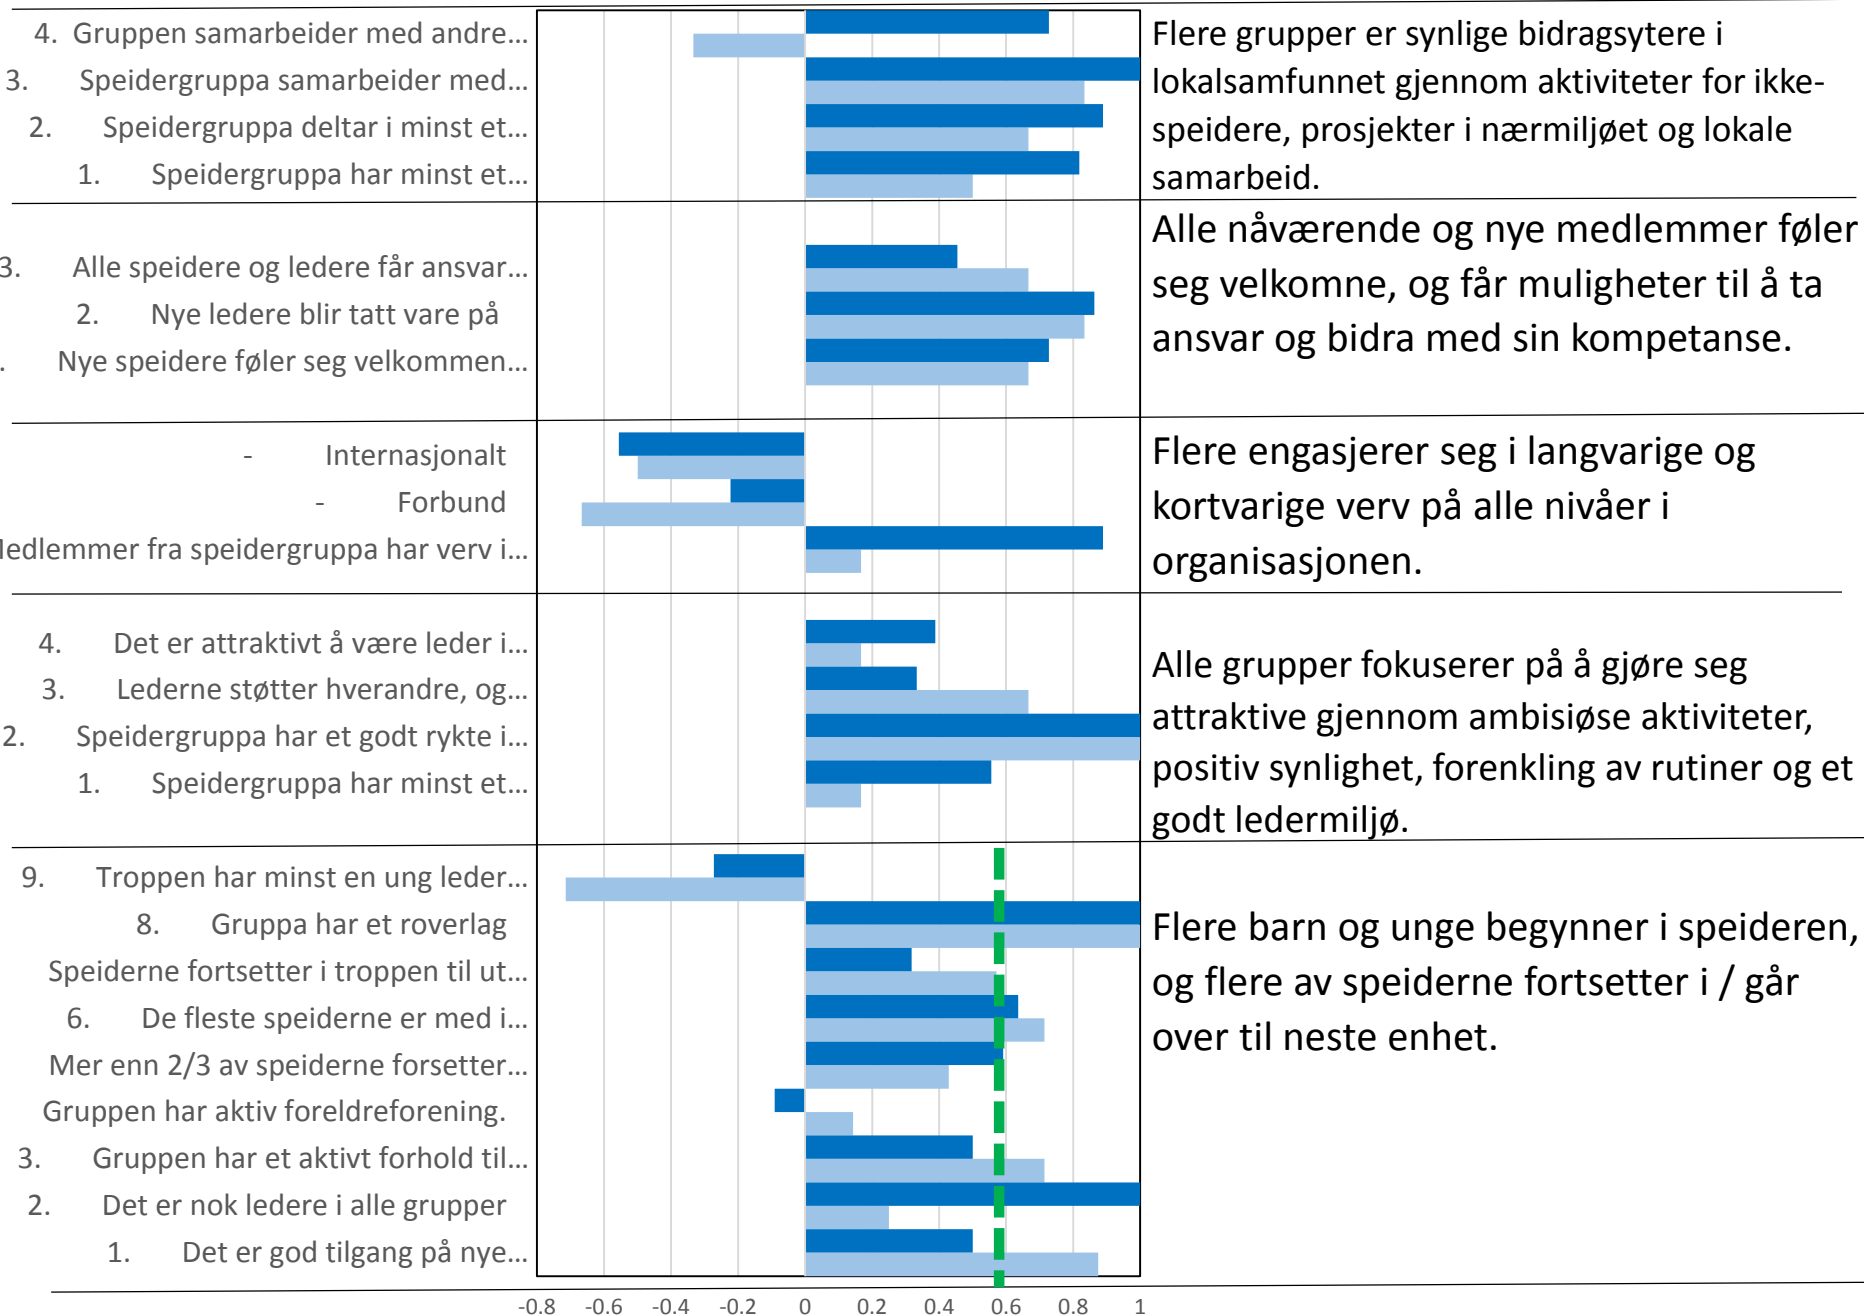 4. Gruppen samarbeider med andre…
3. Speidergruppa samarbeider med…
2. Speidergruppa deltar i minst et…
1. Speidergruppa har minst et…
Flere grupper er synlige bidragsytere i
lokalsamfunnet gjennom aktiviteter for ikke-
speidere, prosjekter i nærmiljøet og lokale
samarbeid.
3. Alle speidere og ledere får ansvar…
2. Nye ledere blir tatt vare på
. Nye speidere føler seg velkommen…
Alle nåværende og nye medlemmer føler
seg velkomne, og får muligheter til å ta
ansvar og bidra med sin kompetanse.
- Internasjonalt
- Forbund
Medlemmer fra speidergruppa har verv i…
Flere engasjerer seg i langvarige og
kortvarige verv på alle nivåer i
organisasjonen.
4. Det er attraktivt å være leder i…
3. Lederne støtter hverandre, og…
2. Speidergruppa har et godt rykte i…
1. Speidergruppa har minst et…
Alle grupper fokuserer på å gjøre seg
attraktive gjennom ambisiøse aktiviteter,
positiv synlighet, forenkling av rutiner og et
godt ledermiljø.
9. Troppen har minst en ung leder…
8. Gruppa har et roverlag
Speiderne fortsetter i troppen til ut…
6. De fleste speiderne er med i…
Mer enn 2/3 av speiderne forsetter…
Gruppen har aktiv foreldreforening.
3. Gruppen har et aktivt forhold til…
2. Det er nok ledere i alle grupper
1. Det er god tilgang på nye…
Flere barn og unge begynner i speideren,
og flere av speiderne fortsetter i / går
over til neste enhet.
-0.8 -0.6 -0.4 -0.2 0 0.2 0.4 0.6 0.8 1